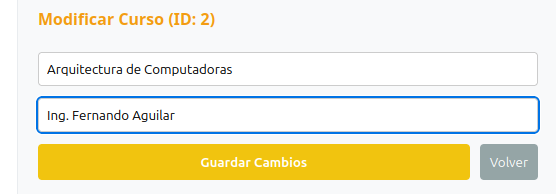 Modificar Curso (ID: 2)
Arquitectura de Computadoras
Ing. Fernando Aguilar
Guardar Cambios
Volver